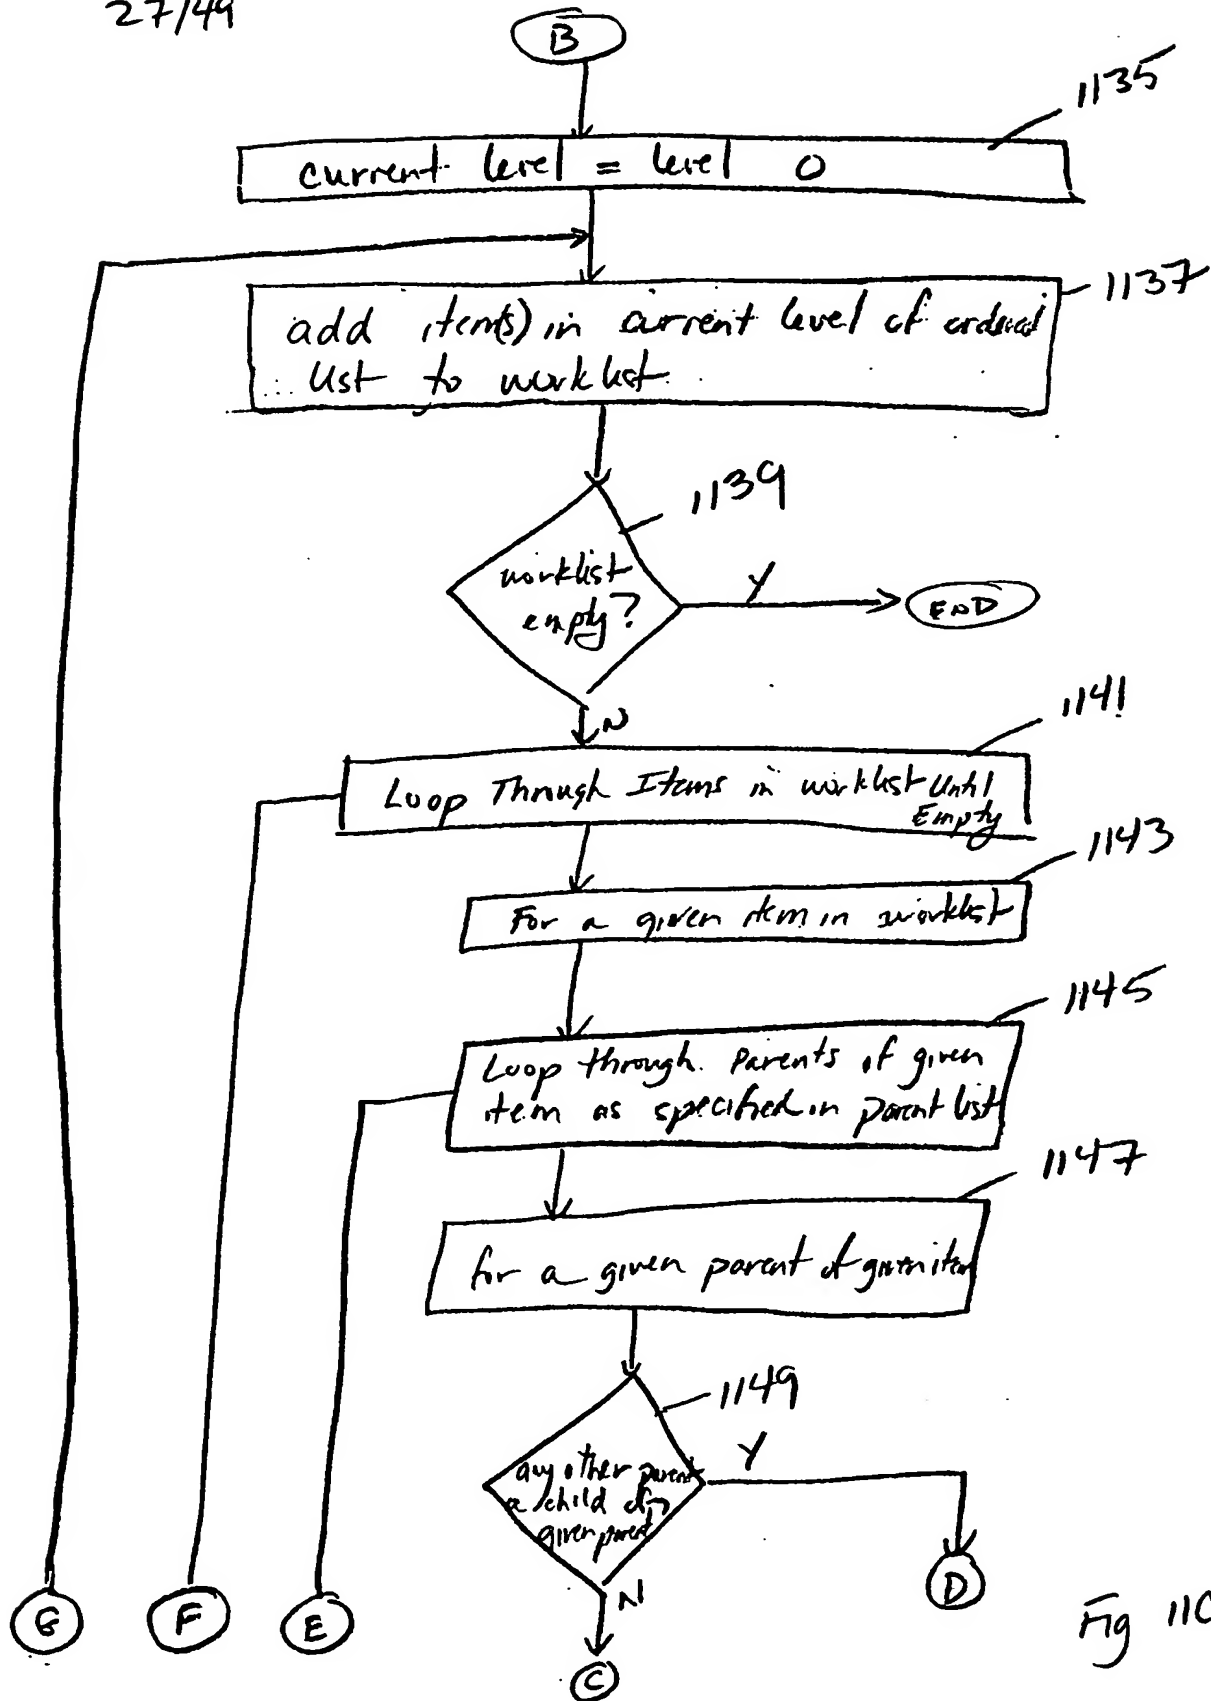 27/49
B
1135
current level = level 0
1137
add item(s) in current level of ordered
list to worklist
1139
worklist
empty?
Y
END
N
1141
Loop Through Items in worklist Until
Empty
1143
For a given item in worklist
1145
Loop through Parents of given
item as specified in parent list
1147
for a given parent of given item
1149
any other parent
a child of
given parent
Y
D
N
G
F
E
C
Fig 11C